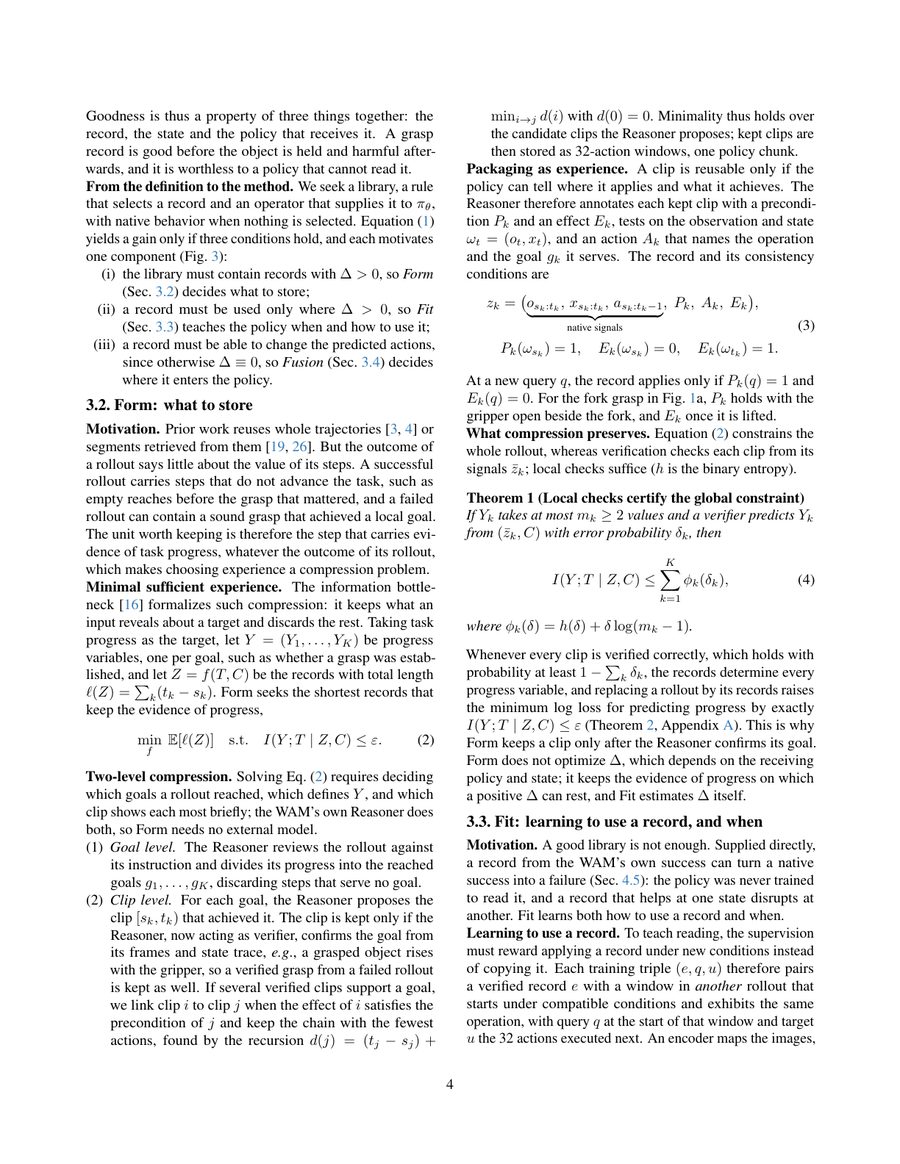 Goodness is thus a property of three things together: the
record, the state and the policy that receives it. A grasp
record is good before the object is held and harmful after-
wards, and it is worthless to a policy that cannot read it.
From the definition to the method. We seek a library, a rule
that selects a record and an operator that supplies it to πθ,
with native behavior when nothing is selected. Equation (1)
yields a gain only if three conditions hold, and each motivates
one component (Fig. 3):
(i) the library must contain records with Δ > 0, so Form
(Sec. 3.2) decides what to store;
(ii) a record must be used only where Δ > 0, so Fit
(Sec. 3.3) teaches the policy when and how to use it;
(iii) a record must be able to change the predicted actions,
since otherwise Δ ≡ 0, so Fusion (Sec. 3.4) decides
where it enters the policy.
3.2. Form: what to store
Motivation. Prior work reuses whole trajectories [3, 4] or
segments retrieved from them [19, 26]. But the outcome of
a rollout says little about the value of its steps. A successful
rollout carries steps that do not advance the task, such as
empty reaches before the grasp that mattered, and a failed
rollout can contain a sound grasp that achieved a local goal.
The unit worth keeping is therefore the step that carries evi-
dence of task progress, whatever the outcome of its rollout,
which makes choosing experience a compression problem.
Minimal sufficient experience. The information bottle-
neck [16] formalizes such compression: it keeps what an
input reveals about a target and discards the rest. Taking task
progress as the target, let Y = (Y1, . . . , YK) be progress
variables, one per goal, such as whether a grasp was estab-
lished, and let Z = f(T, C) be the records with total length
ℓ(Z) = ∑k(tk − sk). Form seeks the shortest records that
keep the evidence of progress,
min f E[ℓ(Z)] s.t. I(Y; T | Z, C) ≤ ε. (2)
Two-level compression. Solving Eq. (2) requires deciding
which goals a rollout reached, which defines Y, and which
clip shows each most briefly; the WAM's own Reasoner does
both, so Form needs no external model.
(1) Goal level. The Reasoner reviews the rollout against
its instruction and divides its progress into the reached
goals g1, . . . , gK, discarding steps that serve no goal.
(2) Clip level. For each goal, the Reasoner proposes the
clip [sk, tk) that achieved it. The clip is kept only if the
Reasoner, now acting as verifier, confirms the goal from
its frames and state trace, e.g., a grasped object rises
with the gripper, so a verified grasp from a failed rollout
is kept as well. If several verified clips support a goal,
we link clip i to clip j when the effect of i satisfies the
precondition of j and keep the chain with the fewest
actions, found by the recursion d(j) = (tj − sj) +
mini→j d(i) with d(0) = 0. Minimality thus holds over
the candidate clips the Reasoner proposes; kept clips are
then stored as 32-action windows, one policy chunk.
Packaging as experience. A clip is reusable only if the
policy can tell where it applies and what it achieves. The
Reasoner therefore annotates each kept clip with a precondi-
tion Pk and an effect Ek, tests on the observation and state
ωt = (ot, xt), and an action Ak that names the operation
and the goal gk it serves. The record and its consistency
conditions are
zk = (osk:tk, xsk:tk, ask:tk−1, Pk, Ak, Ek),
native signals
(3)
Pk(ωsk) = 1, Ek(ωsk) = 0, Ek(ωtk) = 1.
At a new query q, the record applies only if Pk(q) = 1 and
Ek(q) = 0. For the fork grasp in Fig. 1a, Pk holds with the
gripper open beside the fork, and Ek once it is lifted.
What compression preserves. Equation (2) constrains the
whole rollout, whereas verification checks each clip from its
signals z̄k; local checks suffice (h is the binary entropy).
Theorem 1 (Local checks certify the global constraint)
If Yk takes at most mk ≥ 2 values and a verifier predicts Yk
from (z̄k, C) with error probability δk, then
I(Y; T | Z, C) ≤ ∑k=1K ϕk(δk), (4)
where ϕk(δ) = h(δ) + δ log(mk − 1).
Whenever every clip is verified correctly, which holds with
probability at least 1 − ∑k δk, the records determine every
progress variable, and replacing a rollout by its records raises
the minimum log loss for predicting progress by exactly
I(Y; T | Z, C) ≤ ε (Theorem 2, Appendix A). This is why
Form keeps a clip only after the Reasoner confirms its goal.
Form does not optimize Δ, which depends on the receiving
policy and state; it keeps the evidence of progress on which
a positive Δ can rest, and Fit estimates Δ itself.
3.3. Fit: learning to use a record, and when
Motivation. A good library is not enough. Supplied directly,
a record from the WAM's own success can turn a native
success into a failure (Sec. 4.5): the policy was never trained
to read it, and a record that helps at one state disrupts at
another. Fit learns both how to use a record and when.
Learning to use a record. To teach reading, the supervision
must reward applying a record under new conditions instead
of copying it. Each training triple (e, q, u) therefore pairs
a verified record e with a window in another rollout that
starts under compatible conditions and exhibits the same
operation, with query q at the start of that window and target
u the 32 actions executed next. An encoder maps the images,
4